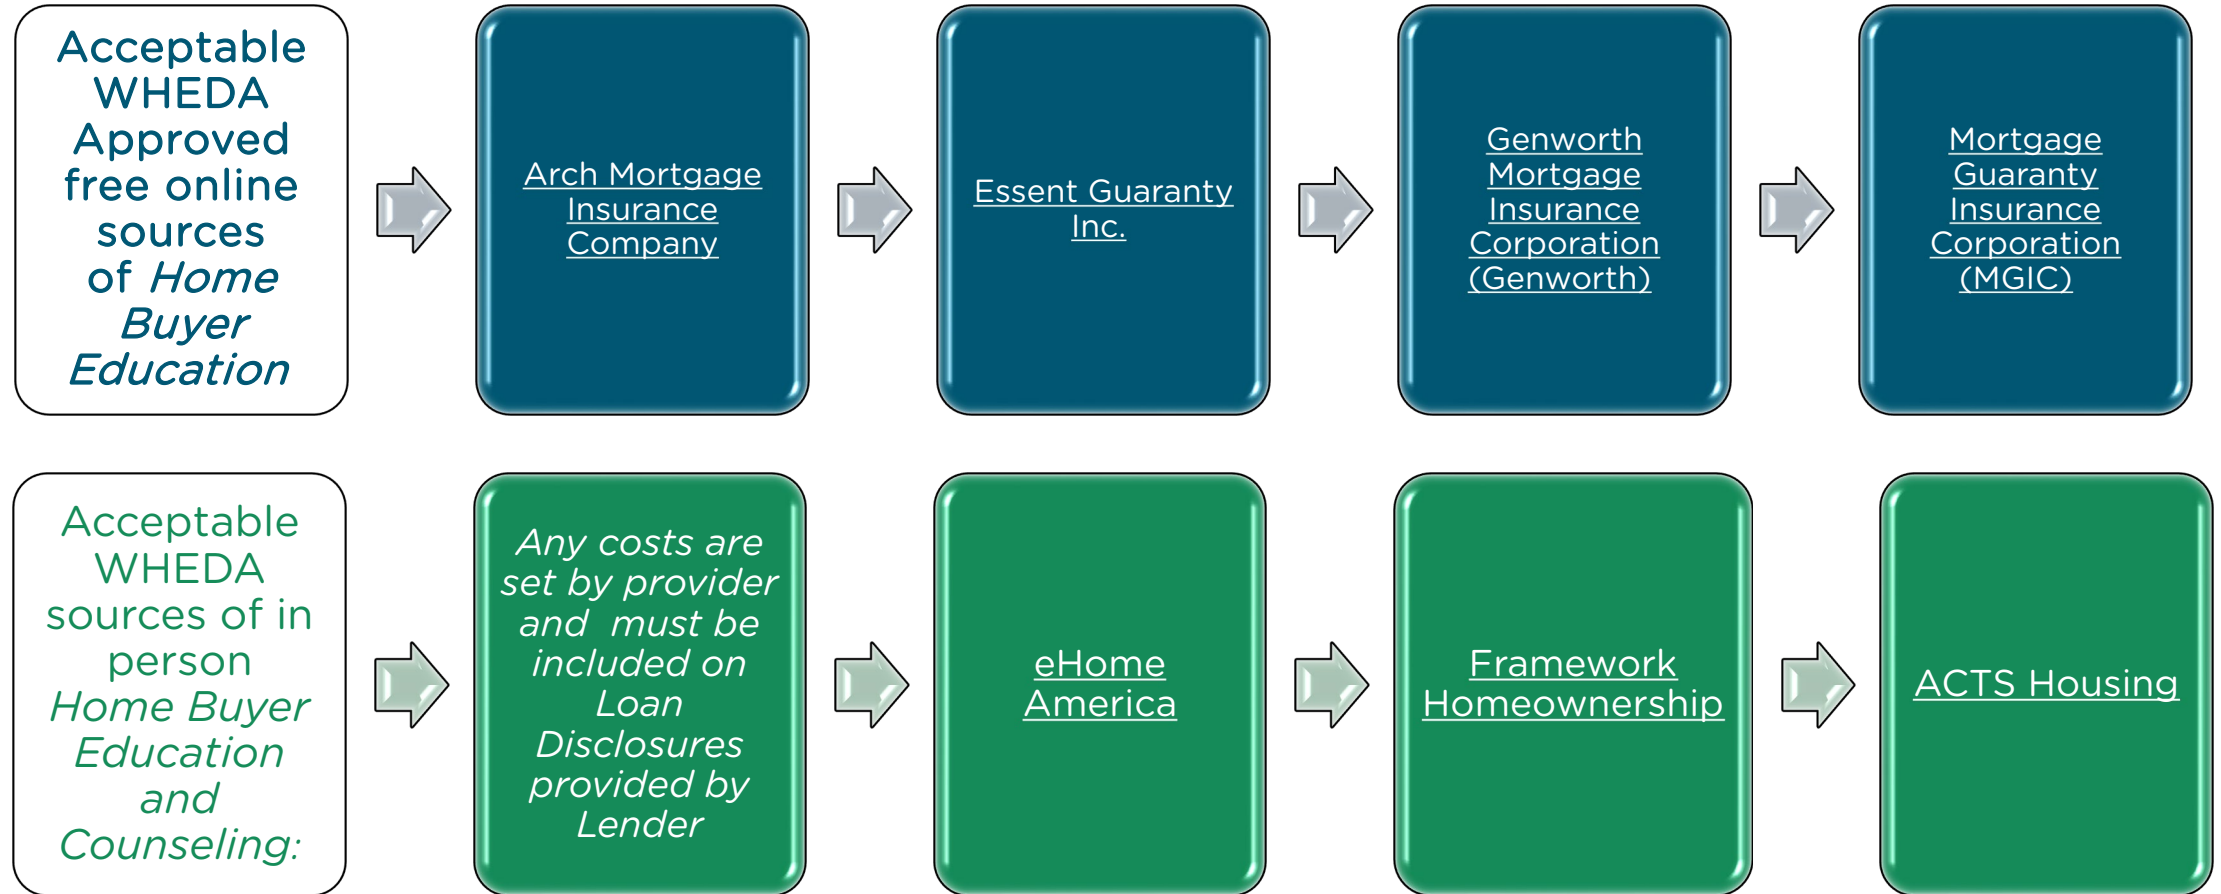 Acceptable
WHEDA
Approved
free online
sources
of Home
Buyer
Education
Arch Mortgage
Insurance
Company
Essent Guaranty
Inc.
Genworth
Mortgage
Insurance
Corporation
(Genworth)
Mortgage
Guaranty
Insurance
Corporation
(MGIC)
Acceptable
WHEDA
sources of in
person
Home Buyer
Education
and
Counseling:
Any costs are
set by provider
and must be
included on
Loan
Disclosures
provided by
Lender
eHome
America
Framework
Homeownership
ACTS Housing